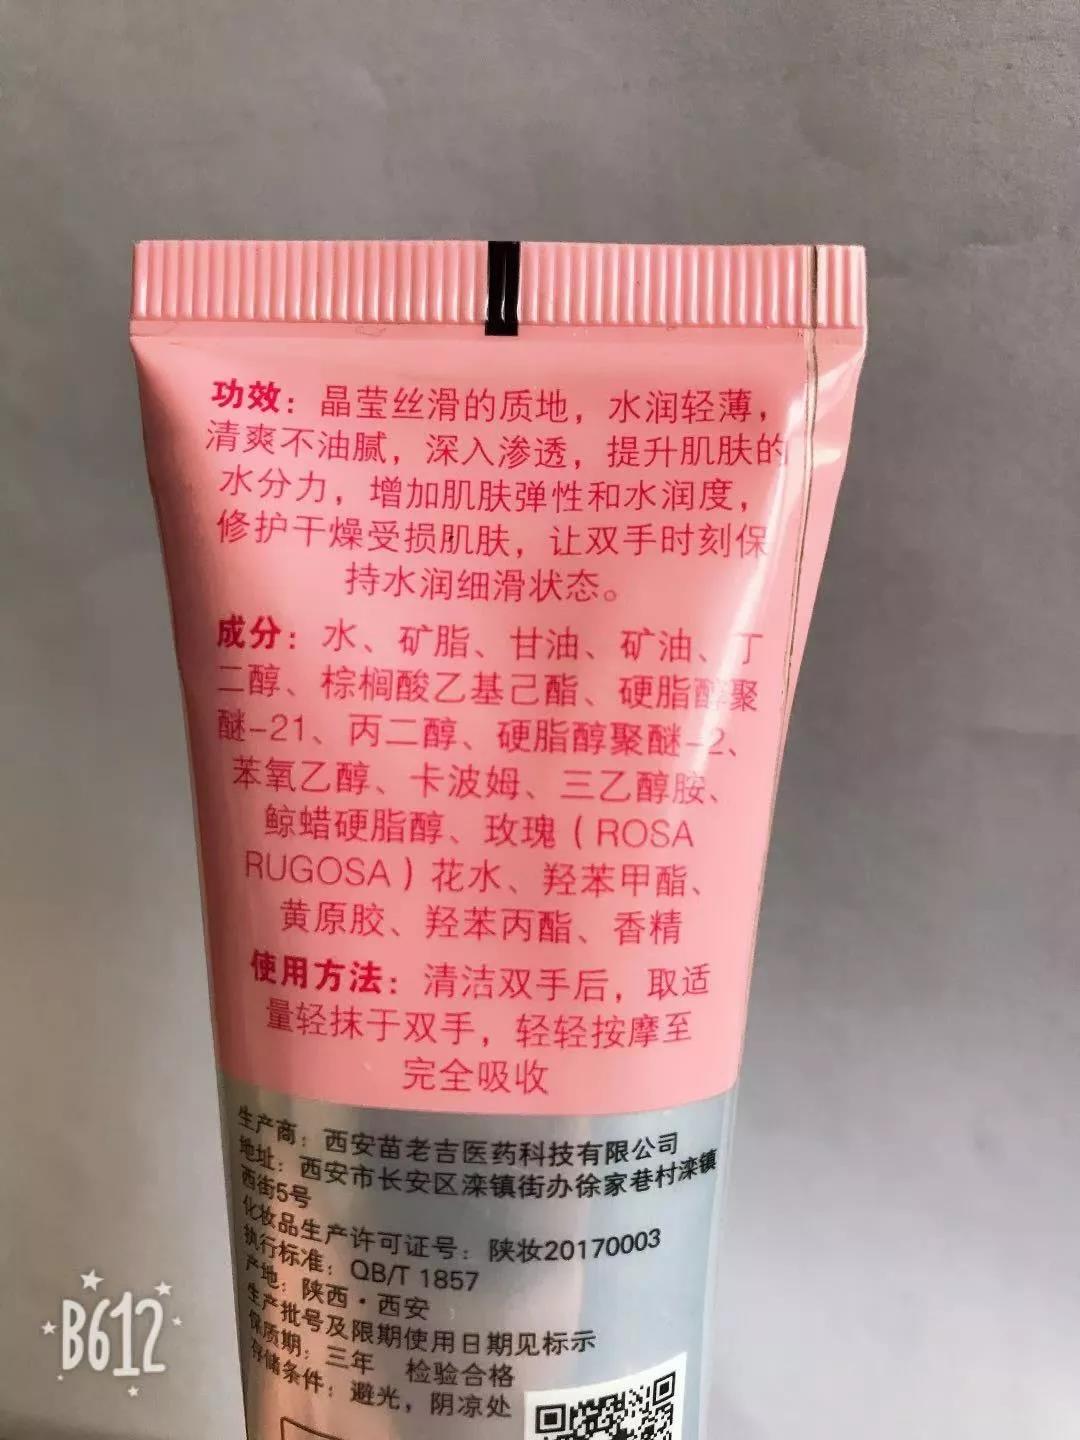 功效：晶莹丝滑的质地，水润轻薄，
清爽不油腻，深入渗透，提升肌肤的
水分力，增加肌肤弹性和水润度，
修护干燥受损肌肤，让双手时刻保
持水润细滑状态。
成分：水、矿脂、甘油、矿油、丁
二醇、棕榈酸乙基己酯、硬脂醇聚
醚-21、丙二醇、硬脂醇聚醚-2、
苯氧乙醇、卡波姆、三乙醇胺、
鲸蜡硬脂醇、玫瑰（ROSA
RUGOSA）花水、羟苯甲酯、
黄原胶、羟苯丙酯、香精
使用方法：清洁双手后，取适
量轻抹于双手，轻轻按摩至
完全吸收
生产商：西安苗老吉医药科技有限公司
地址：西安市长安区滦镇街办徐家巷村滦镇
西街5号
化妆品生产许可证号：陕妆20170003
执行标准：QB/T 1857
产地：陕西·西安
生产批号及限期使用日期见标示
保质期：三年 检验合格
存储条件：避光，阴凉处
B612